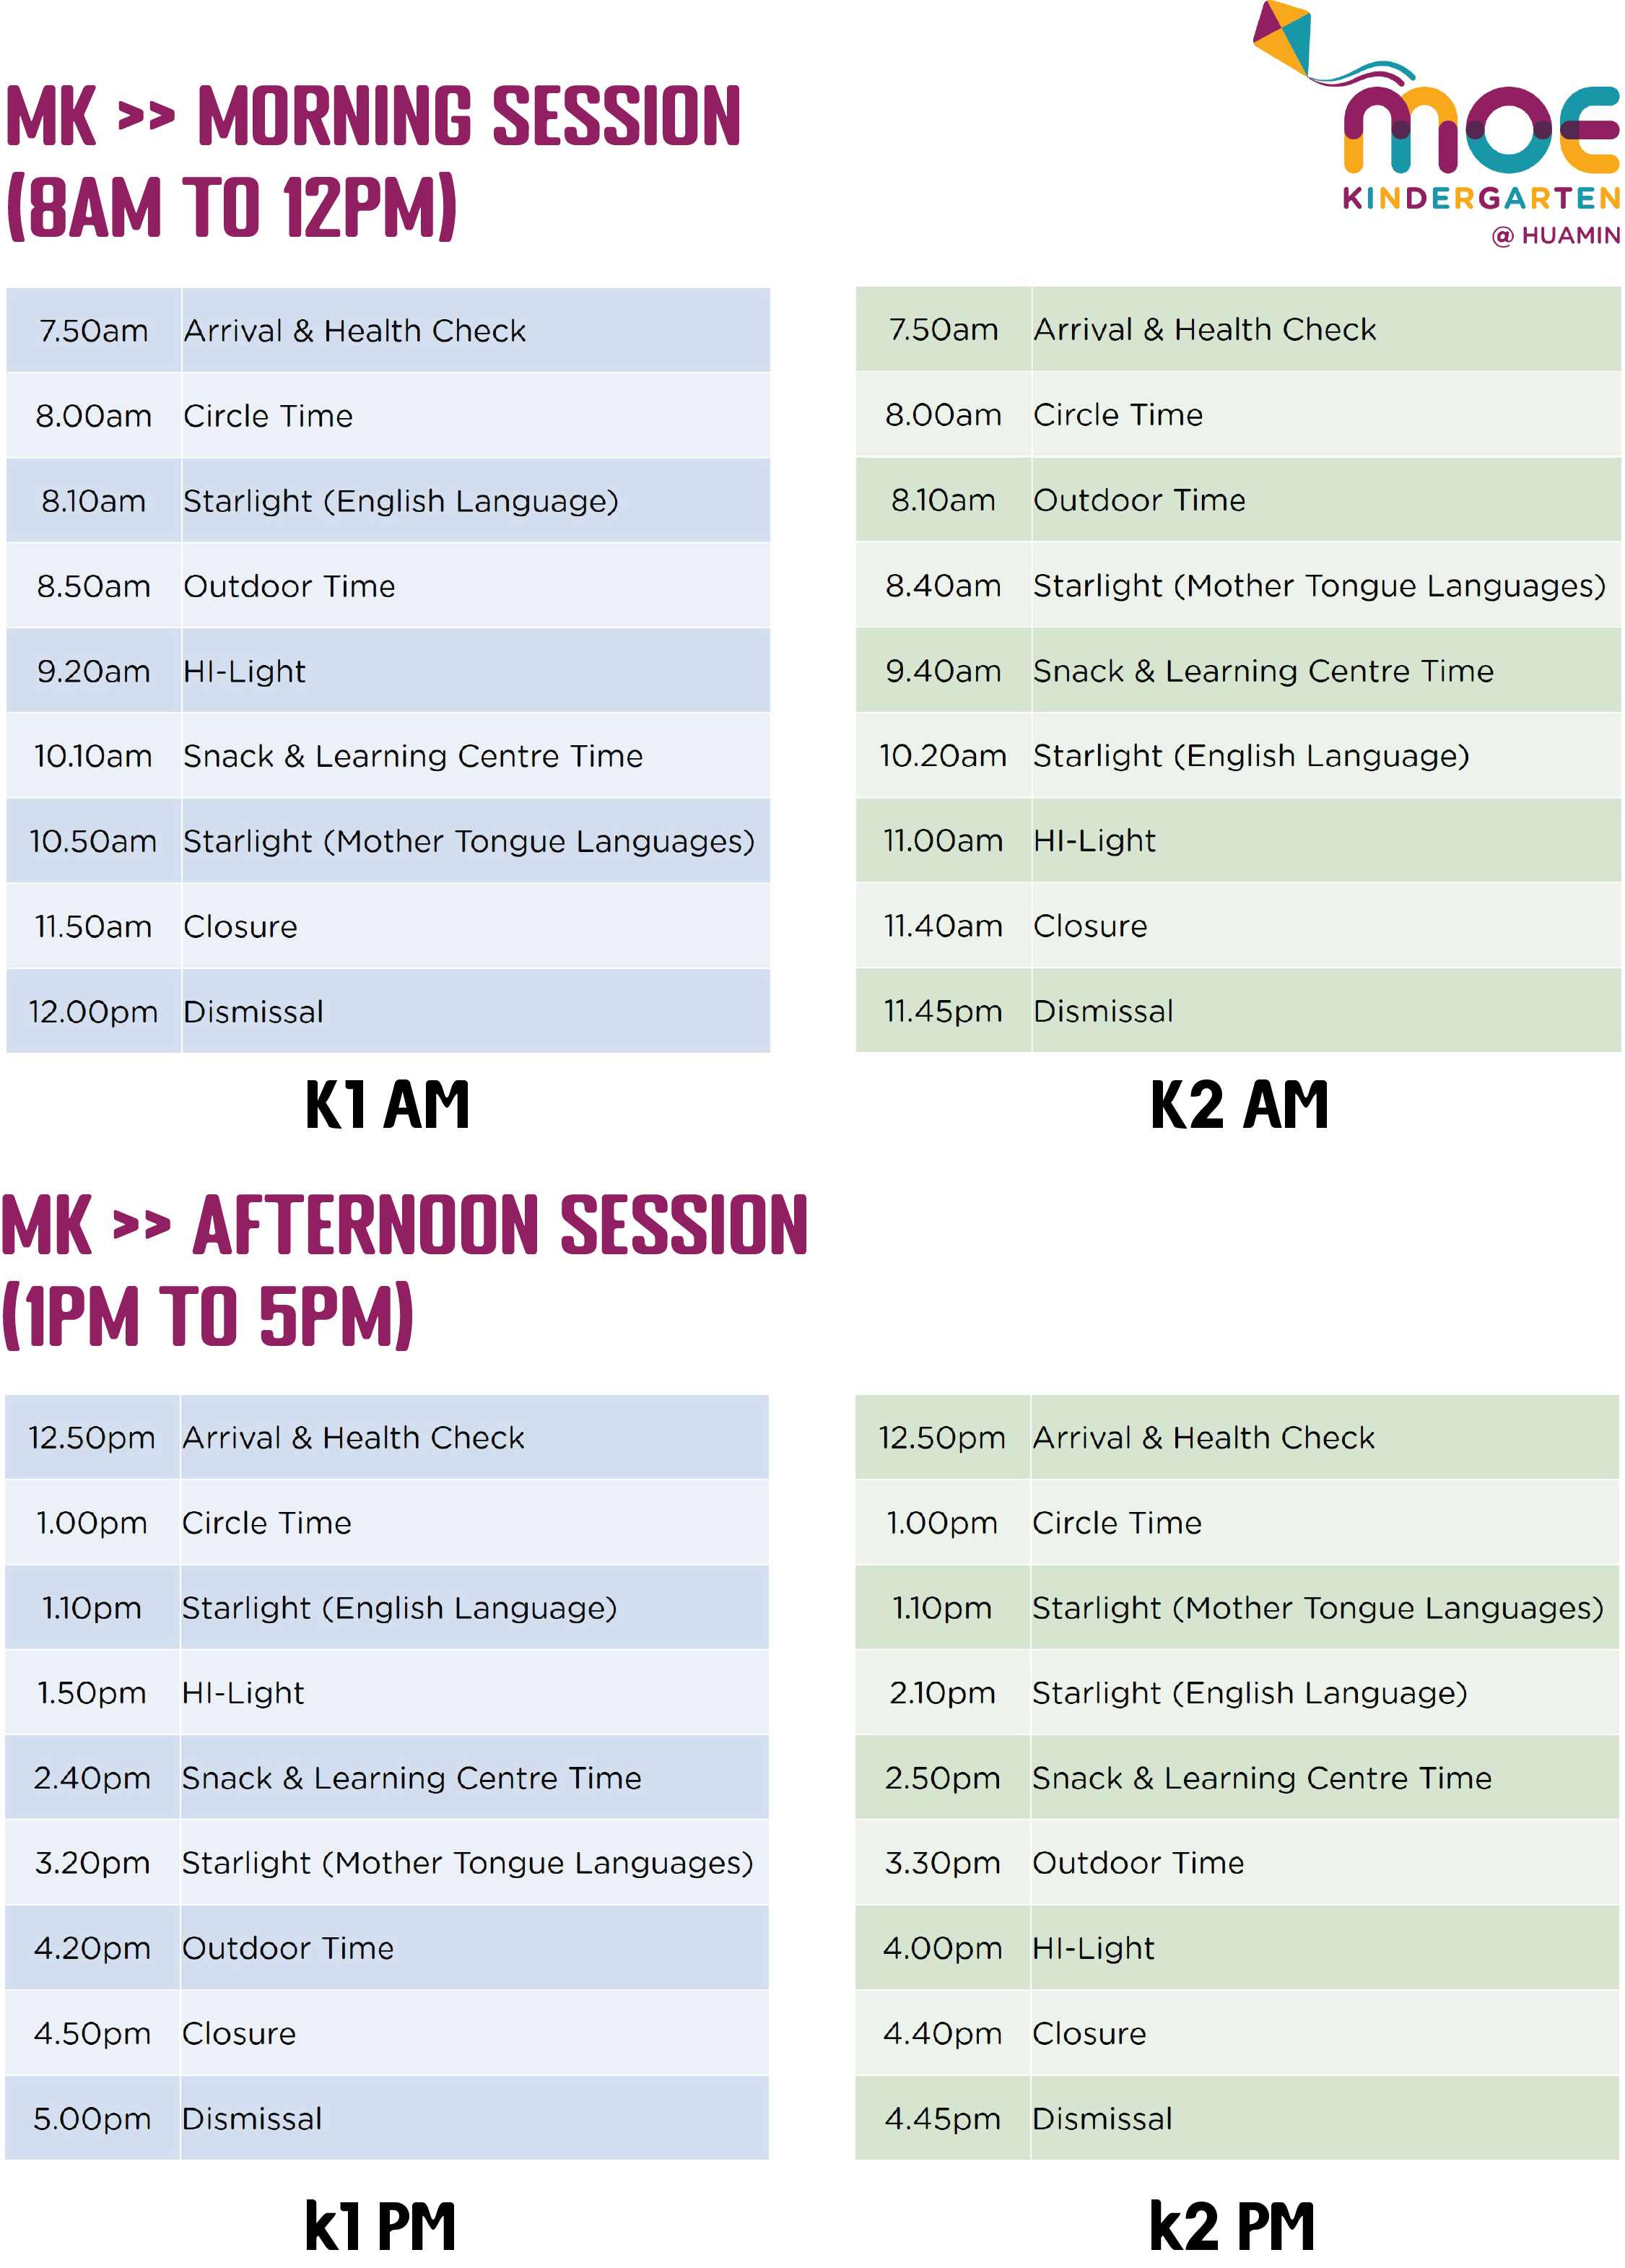 MK >> MORNING SESSION
(8AM TO 12PM)
moe
KINDERGARTEN
@ HUAMIN
7.50am Arrival & Health Check
8.00am Circle Time
8.10am Starlight (English Language)
8.50am Outdoor Time
9.20am HI-Light
10.10am Snack & Learning Centre Time
10.50am Starlight (Mother Tongue Languages)
11.50am Closure
12.00pm Dismissal
K1 AM
7.50am Arrival & Health Check
8.00am Circle Time
8.10am Outdoor Time
8.40am Starlight (Mother Tongue Languages)
9.40am Snack & Learning Centre Time
10.20am Starlight (English Language)
11.00am HI-Light
11.40am Closure
11.45pm Dismissal
K2 AM
MK >> AFTERNOON SESSION
(1PM TO 5PM)
12.50pm Arrival & Health Check
1.00pm Circle Time
1.10pm Starlight (English Language)
1.50pm HI-Light
2.40pm Snack & Learning Centre Time
3.20pm Starlight (Mother Tongue Languages)
4.20pm Outdoor Time
4.50pm Closure
5.00pm Dismissal
k1 PM
12.50pm Arrival & Health Check
1.00pm Circle Time
1.10pm Starlight (Mother Tongue Languages)
2.10pm Starlight (English Language)
2.50pm Snack & Learning Centre Time
3.30pm Outdoor Time
4.00pm HI-Light
4.40pm Closure
4.45pm Dismissal
k2 PM